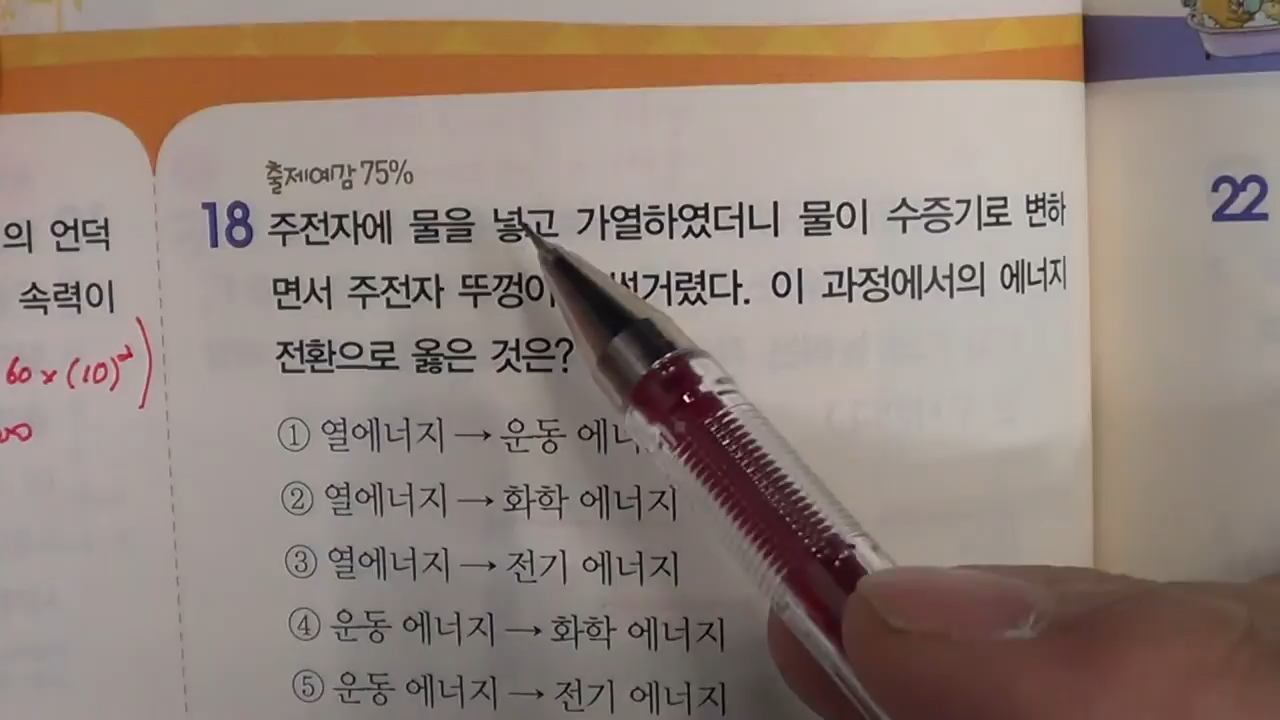 출제예감 75%
18 주전자에 물을 넣고 가열하였더니 물이 수증기로 변하
면서 주전자 뚜껑이 거렸다. 이 과정에서의 에너지
전환으로 옳은 것은?
① 열에너지 → 운동 에너
② 열에너지 → 화학 에너지
③ 열에너지 → 전기 에너지
④ 운동 에너지 → 화학 에너지
⑤ 운동 에너지 → 전기 에너지
의 언덕
속력이
60 × (10)²)
00
22